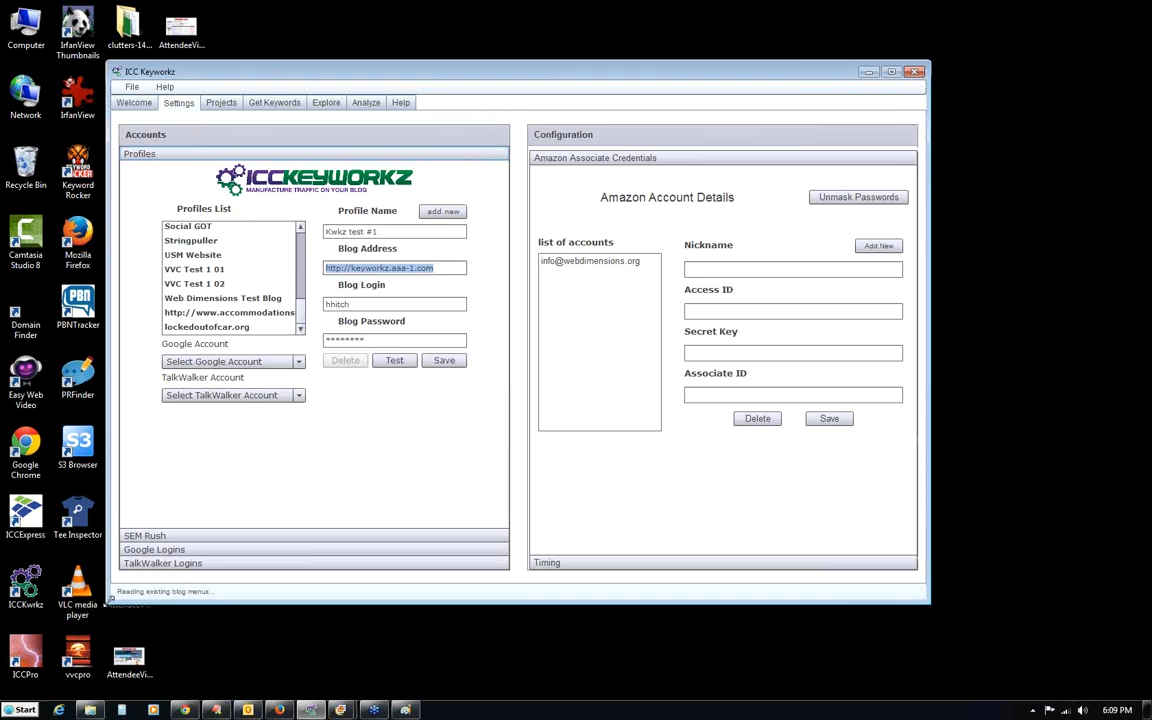 Computer
IrfanView
Thumbnails
clutters-14...
AttendeeVi...
Network
IrfanView
Recycle Bin
Keyword
Rocker
Camtasia
Studio 8
Mozilla
Firefox
Domain
Finder
PBNTracker
Easy Web
Video
PRFinder
Google
Chrome
S3 Browser
ICCExpress
Tee Inspector
ICCKwrkz
VLC media
player
ICCPro
vvcpro
AttendeeVi...
ICC Keyworkz
File Help
Welcome Settings Projects Get Keywords Explore Analyze Help
Accounts
Profiles
ICCKEYWORKZ
MANUFACTURE TRAFFIC ON YOUR BLOG
Profiles List
Social GOT
Stringpuller
USM Website
VVC Test 1 01
VVC Test 1 02
Web Dimensions Test Blog
http://www.accommodations
lockedoutofcar.org
Google Account
Select Google Account
TalkWalker Account
Select TalkWalker Account
Profile Name add new
Kwkz test #1
Blog Address
http://keyworkz.aaa-1.com
Blog Login
hhitch
Blog Password
********
Delete Test Save
SEM Rush
Google Logins
TalkWalker Logins
Configuration
Amazon Associate Credentials
Amazon Account Details Unmask Passwords
list of accounts
info@webdimensions.org
Nickname Add New
Access ID
Secret Key
Associate ID
Delete Save
Timing
Reading existing blog menus...
Start
6:09 PM